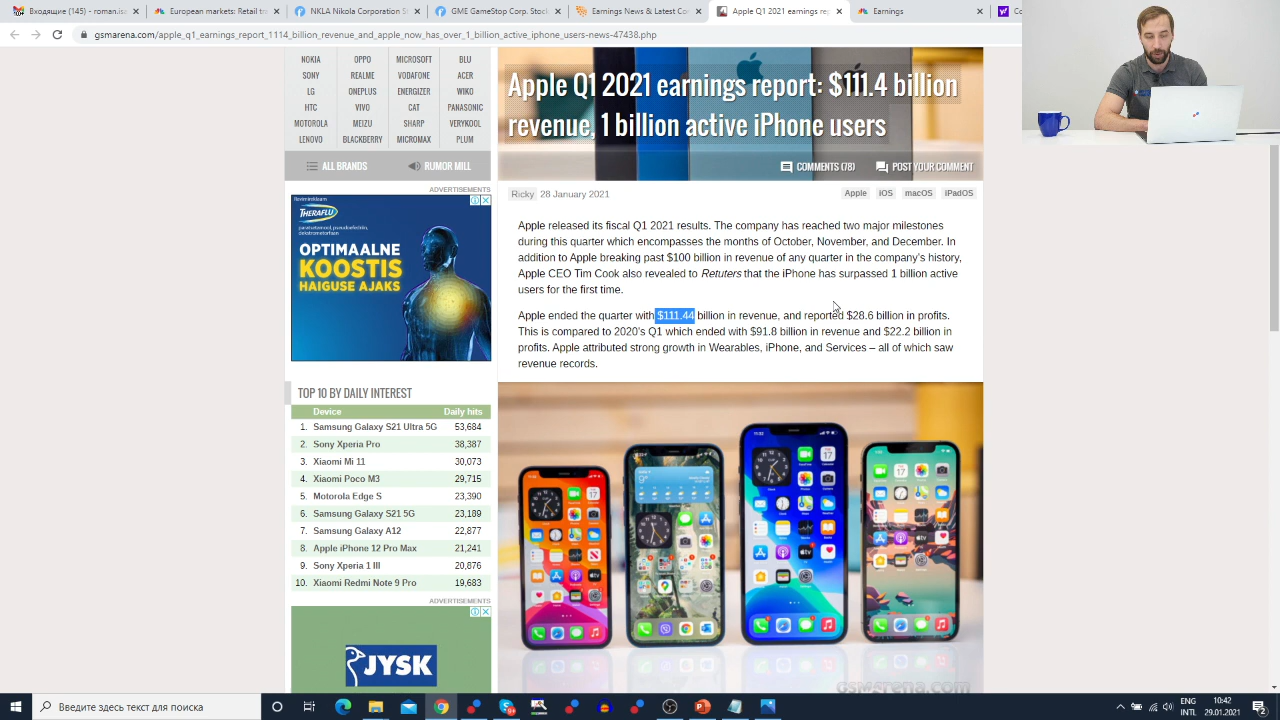 Входящие (145) - roman.is
European markets: Retail tr
NKLA Nikola Corporation S
GME GameStop Corp. Stock
Earnings News & Latest Co
Apple Q1 2021 earnings rep
Earnings
Co
gsmarena.com/apple_q1_earnings_report_1114_billion_revenue_and_apple_now_has_over_1_billion_active_iphone_users-news-47438.php
NOKIA OPPO MICROSOFT BLU
SONY REALME VODAFONE ACER
LG ONEPLUS ENERGIZER WIKO
HTC VIVO CAT PANASONIC
MOTOROLA MEIZU SHARP VERYKOOL
LENOVO BLACKBERRY MICROMAX PLUM
ALL BRANDS RUMOR MILL
Apple Q1 2021 earnings report: $111.4 billion
revenue, 1 billion active iPhone users
COMMENTS (78) POST YOUR COMMENT
Ricky 28 January 2021 Apple iOS macOS iPadOS
Apple released its fiscal Q1 2021 results. The company has reached two major milestones
during this quarter which encompasses the months of October, November, and December. In
addition to Apple breaking past $100 billion in revenue of any quarter in the company's history,
Apple CEO Tim Cook also revealed to Retuters that the iPhone has surpassed 1 billion active
users for the first time.
Apple ended the quarter with $111.44 billion in revenue, and reported $28.6 billion in profits.
This is compared to 2020's Q1 which ended with $91.8 billion in revenue and $22.2 billion in
profits. Apple attributed strong growth in Wearables, iPhone, and Services – all of which saw
revenue records.
gsmarena.com
ADVERTISEMENTS
THERAFLU
OPTIMAALNE
KOOSTIS
HAIGUSE AJAKS
TOP 10 BY DAILY INTEREST
Device Daily hits
1. Samsung Galaxy S21 Ultra 5G 53,684
2. Sony Xperia Pro 38,387
3. Xiaomi Mi 11 30,073
4. Xiaomi Poco M3 29,715
5. Motorola Edge S 23,390
6. Samsung Galaxy S21 5G 23,189
7. Samsung Galaxy A12 22,877
8. Apple iPhone 12 Pro Max 21,241
9. Sony Xperia 1 III 20,876
10. Xiaomi Redmi Note 9 Pro 19,683
ADVERTISEMENTS
JYSK
Введите здесь текст для поиска
ENG
INTL
10:42
29.01.2021